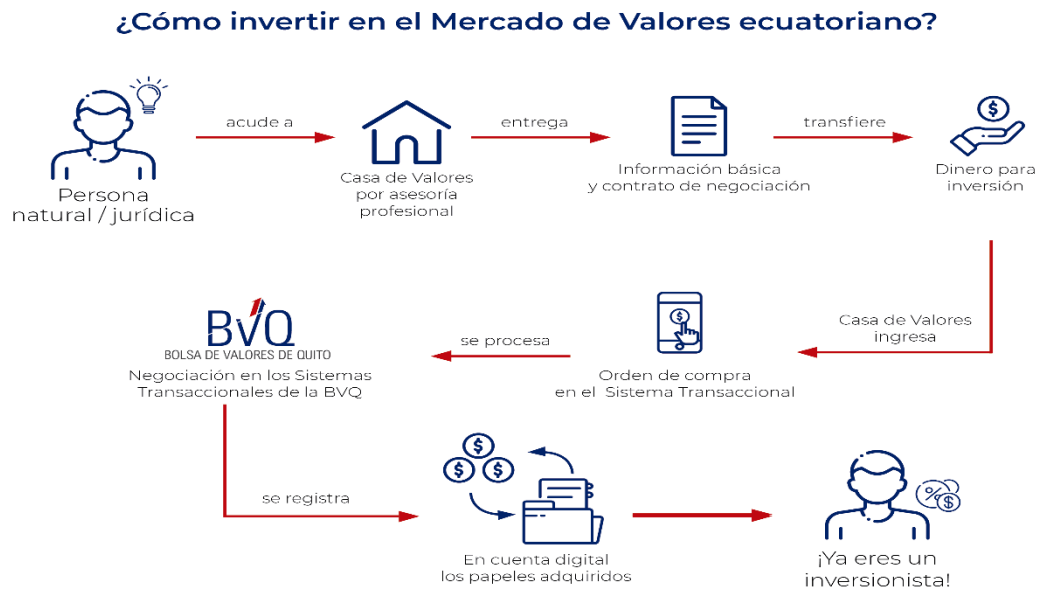 ¿Cómo invertir en el Mercado de Valores ecuatoriano?
Persona
natural / jurídica
acude a
Casa de Valores
por asesoría
profesional
entrega
Información básica
y contrato de negociación
transfiere
Dinero para
inversión
Casa de Valores
ingresa
Orden de compra
en el Sistema Transaccional
se procesa
BVQ
BOLSA DE VALORES DE QUITO
Negociación en los Sistemas
Transaccionales de la BVQ
se registra
En cuenta digital
los papeles adquiridos
¡Ya eres un
inversionista!